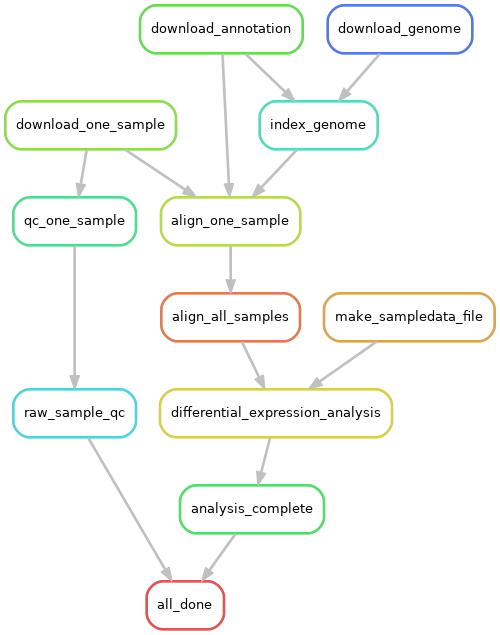 download_annotation
download_genome
download_one_sample
index_genome
qc_one_sample
align_one_sample
align_all_samples
make_sampledata_file
raw_sample_qc
differential_expression_analysis
analysis_complete
all_done